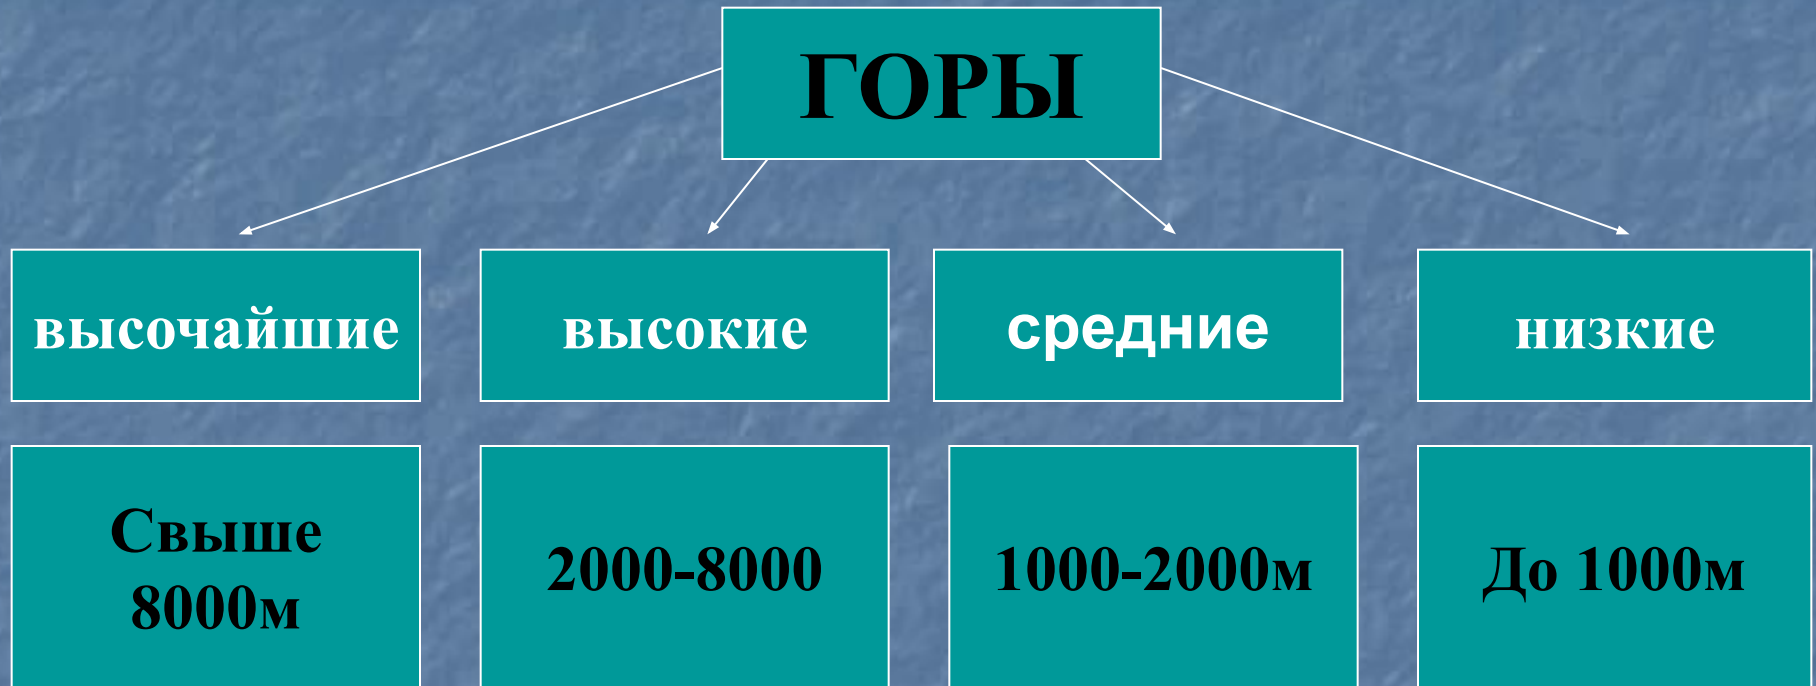 ГОРЫ
высочайшие
высокие
средние
низкие
Свыше
8000м
2000-8000
1000-2000м
До 1000м